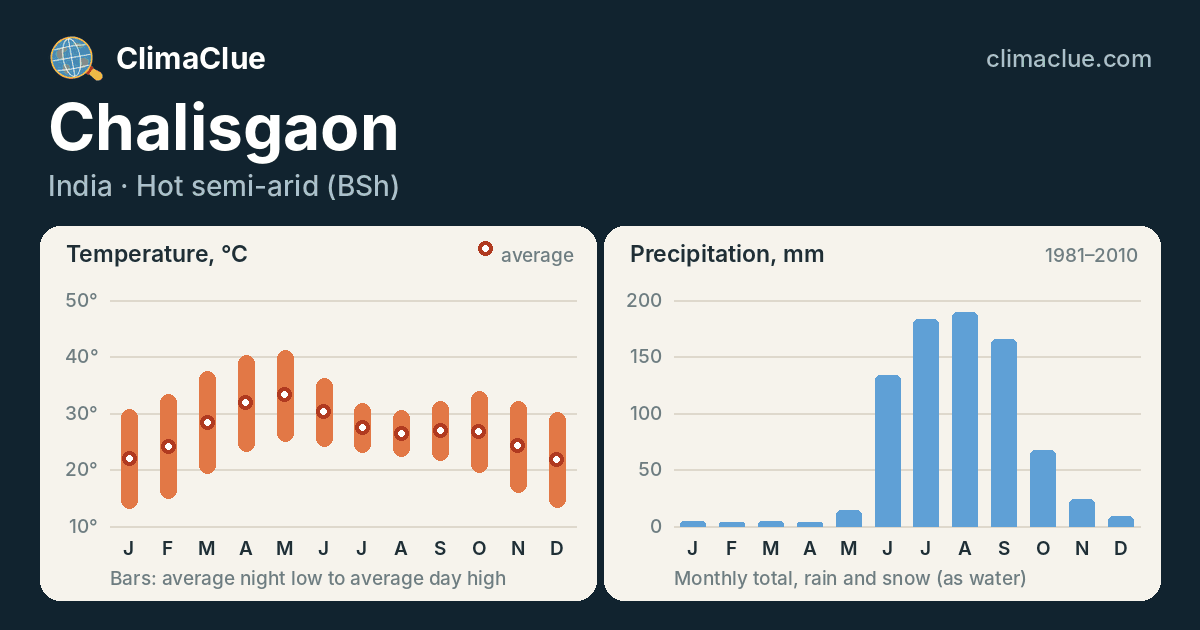 ClimaClue
climaclue.com
Chalisgaon
India · Hot semi-arid (BSh)
Temperature, °C
average
50°
40°
30°
20°
10°
J F M A M J J A S O N D
Bars: average night low to average day high
Precipitation, mm
1981–2010
200
150
100
50
0
J F M A M J J A S O N D
Monthly total, rain and snow (as water)